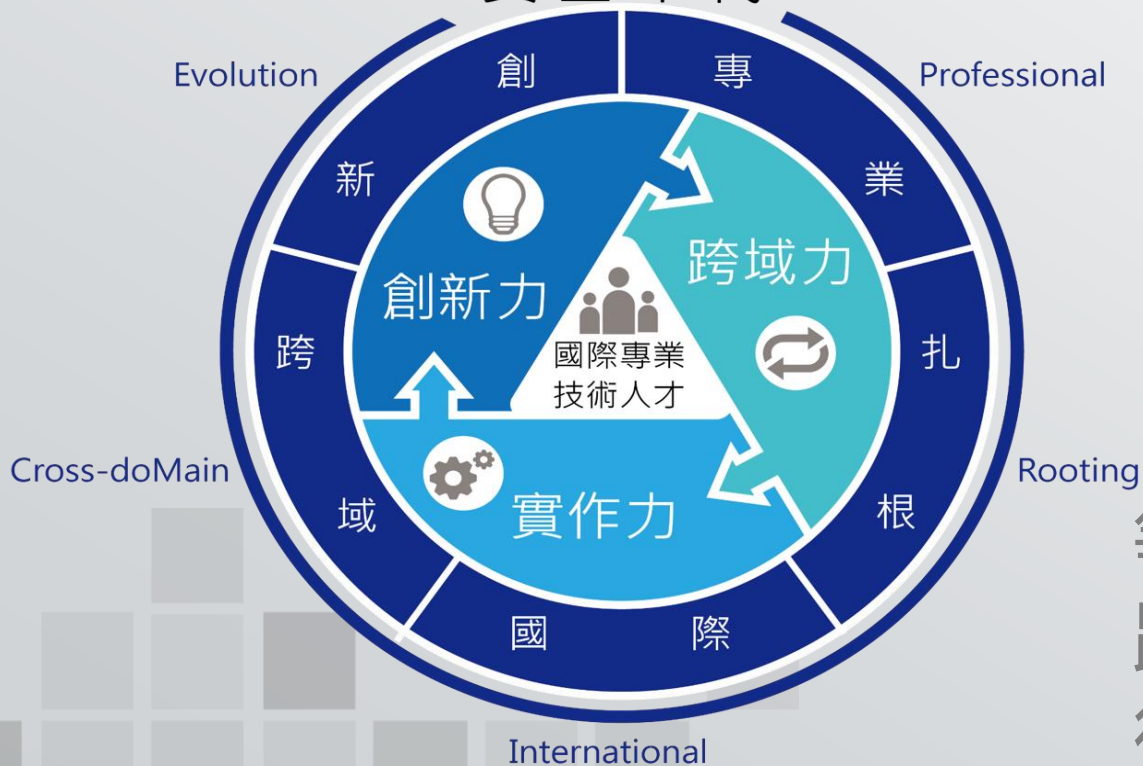 Evolution
Professional
創新
專業
創新力
跨域力
國際專業
技術人才
跨域
扎根
Cross-doMain
Rooting
實作力
國際
International